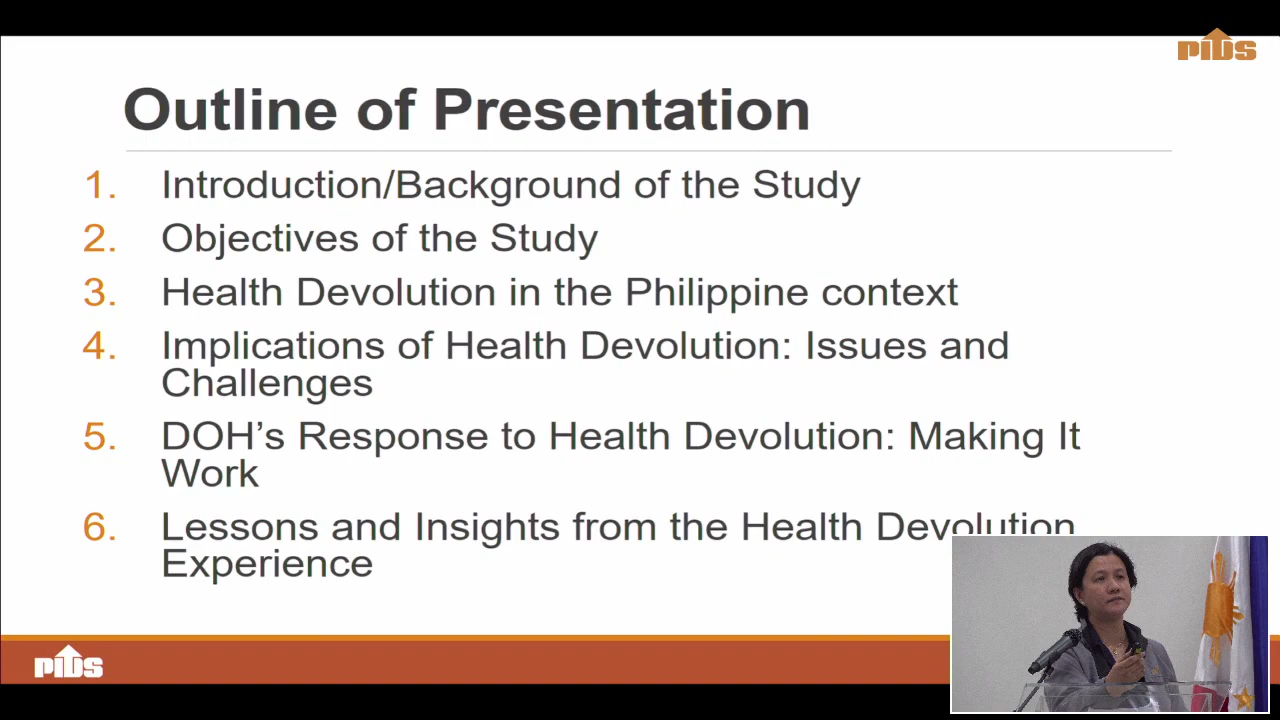 PIDS
Outline of Presentation
1. Introduction/Background of the Study
2. Objectives of the Study
3. Health Devolution in the Philippine context
4. Implications of Health Devolution: Issues and
Challenges
5. DOH’s Response to Health Devolution: Making It
Work
6. Lessons and Insights from the Health Devolution
Experience
PIDS